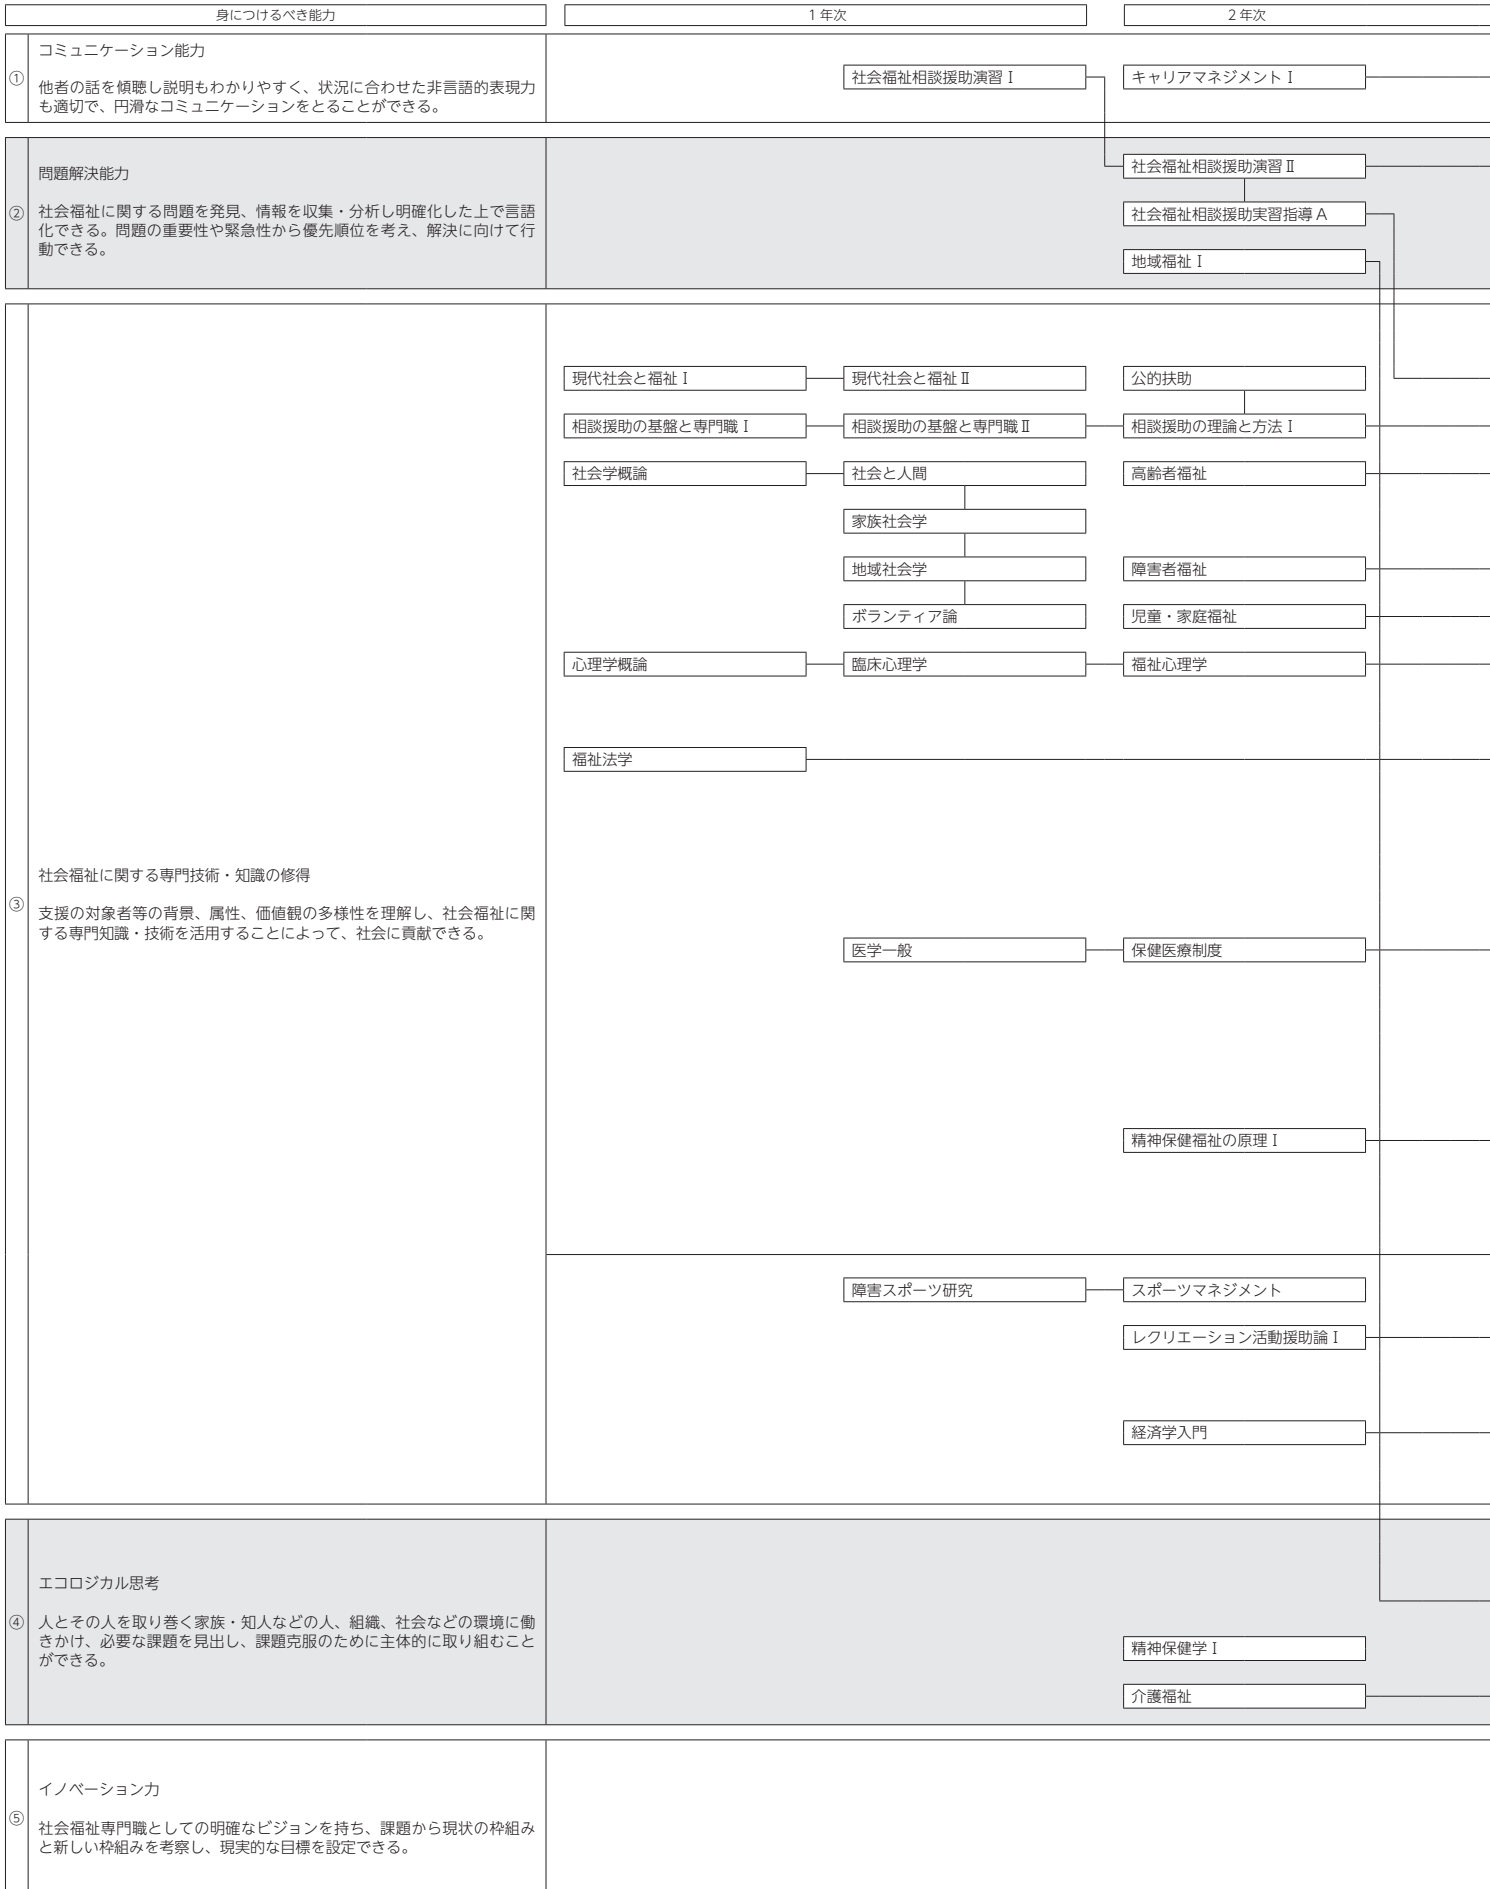 身につけるべき能力
1年次
2年次
①
コミュニケーション能力
他者の話を傾聴し説明もわかりやすく、状況に合わせた非言語的表現力
も適切で、円滑なコミュニケーションをとることができる。
社会福祉相談援助演習Ⅰ
キャリアマネジメントⅠ
②
問題解決能力
社会福祉に関する問題を発見、情報を収集・分析し明確化した上で言語
化できる。問題の重要性や緊急性から優先順位を考え、解決に向けて行
動できる。
社会福祉相談援助演習Ⅱ
社会福祉相談援助実習指導A
地域福祉Ⅰ
③
社会福祉に関する専門技術・知識の修得
支援の対象者等の背景、属性、価値観の多様性を理解し、社会福祉に関
する専門知識・技術を活用することによって、社会に貢献できる。
現代社会と福祉Ⅰ
現代社会と福祉Ⅱ
公的扶助
相談援助の基盤と専門職Ⅰ
相談援助の基盤と専門職Ⅱ
相談援助の理論と方法Ⅰ
社会学概論
社会と人間
高齢者福祉
家族社会学
地域社会学
障害者福祉
ボランティア論
児童・家庭福祉
心理学概論
臨床心理学
福祉心理学
福祉法学
医学一般
保健医療制度
精神保健福祉の原理Ⅰ
障害スポーツ研究
スポーツマネジメント
レクリエーション活動援助論Ⅰ
経済学入門
④
エコロジカル思考
人とその人を取り巻く家族・知人などの人、組織、社会などの環境に働
きかけ、必要な課題を見出し、課題克服のために主体的に取り組むこと
ができる。
精神保健学Ⅰ
介護福祉
⑤
イノベーション力
社会福祉専門職としての明確なビジョンを持ち、課題から現状の枠組み
と新しい枠組みを考察し、現実的な目標を設定できる。